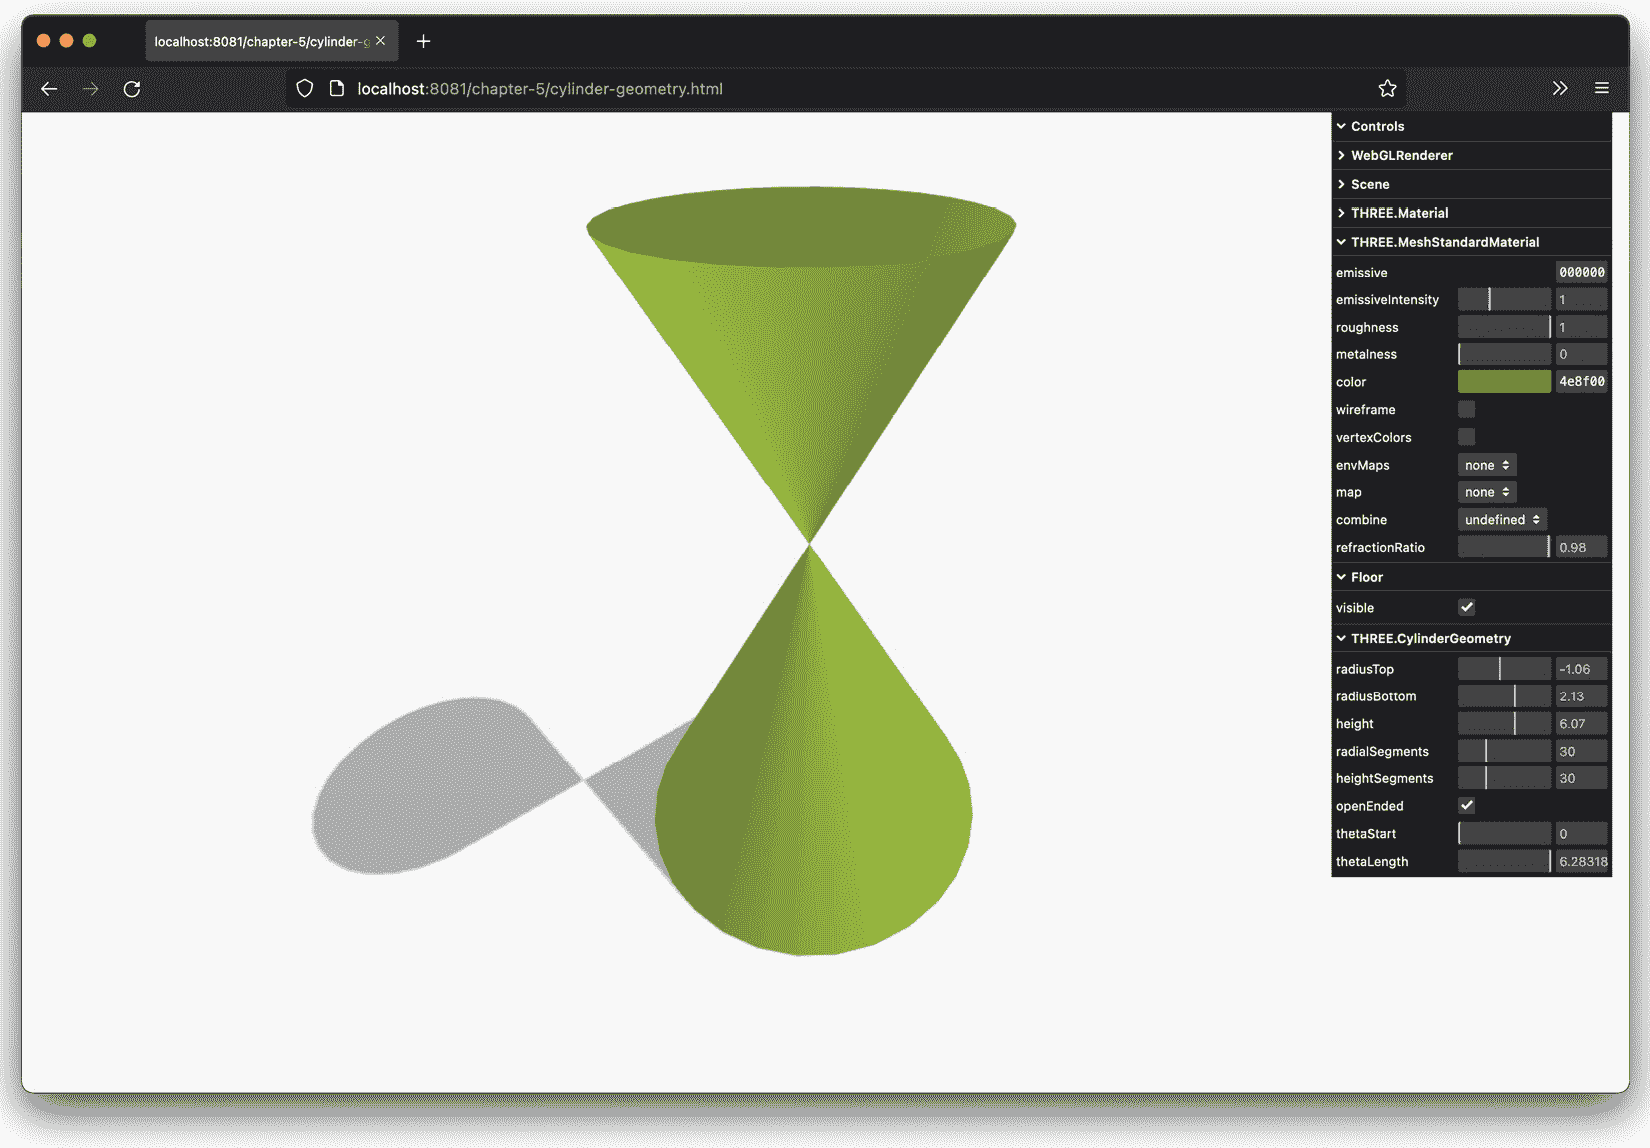 localhost:8081/chapter-5/cylinder-g
localhost:8081/chapter-5/cylinder-geometry.html
Controls
WebGLRenderer
Scene
THREE.Material
THREE.MeshStandardMaterial
emissive 000000
emissiveIntensity 1
roughness 1
metalness 0
color 4e8f00
wireframe
vertexColors
envMaps none
map none
combine undefined
refractionRatio 0.98
Floor
visible
THREE.CylinderGeometry
radiusTop -1.06
radiusBottom 2.13
height 6.07
radialSegments 30
heightSegments 30
openEnded
thetaStart 0
thetaLength 6.28318